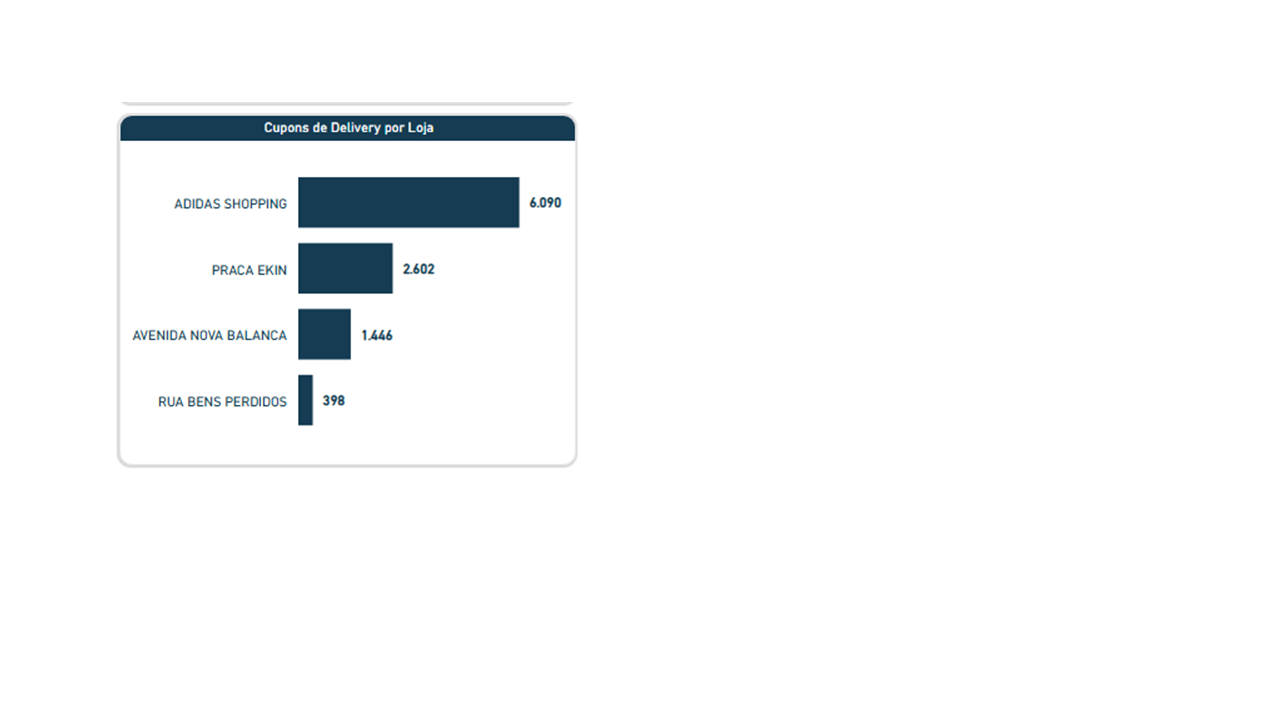 Cupons de Delivery por Loja
ADIDAS SHOPPING 6.090
PRACA EKIN 2.602
AVENIDA NOVA BALANCA 1.446
RUA BENS PERDIDOS 398